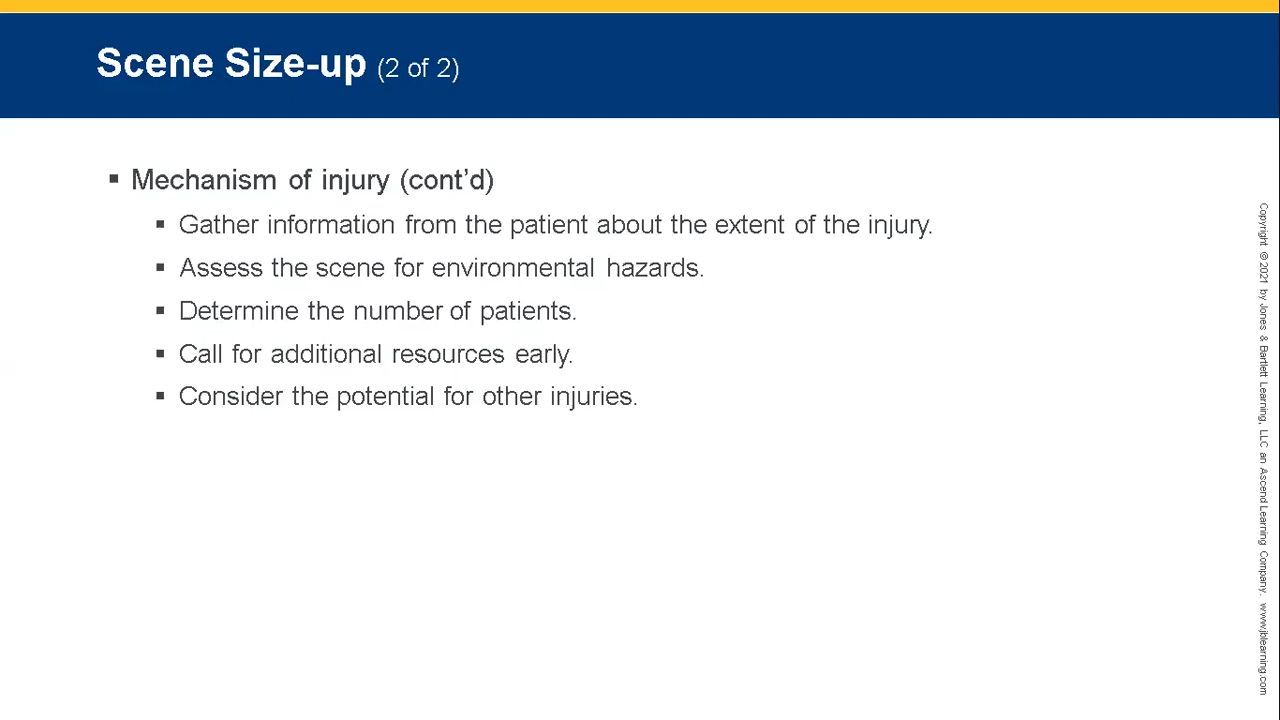 Scene Size-up (2 of 2)
▪ Mechanism of injury (cont’d)
▪ Gather information from the patient about the extent of the injury.
▪ Assess the scene for environmental hazards.
▪ Determine the number of patients.
▪ Call for additional resources early.
▪ Consider the potential for other injuries.
Copyright © 2021 by Jones & Bartlett Learning, LLC an Ascend Learning Company. www.jblearning.com